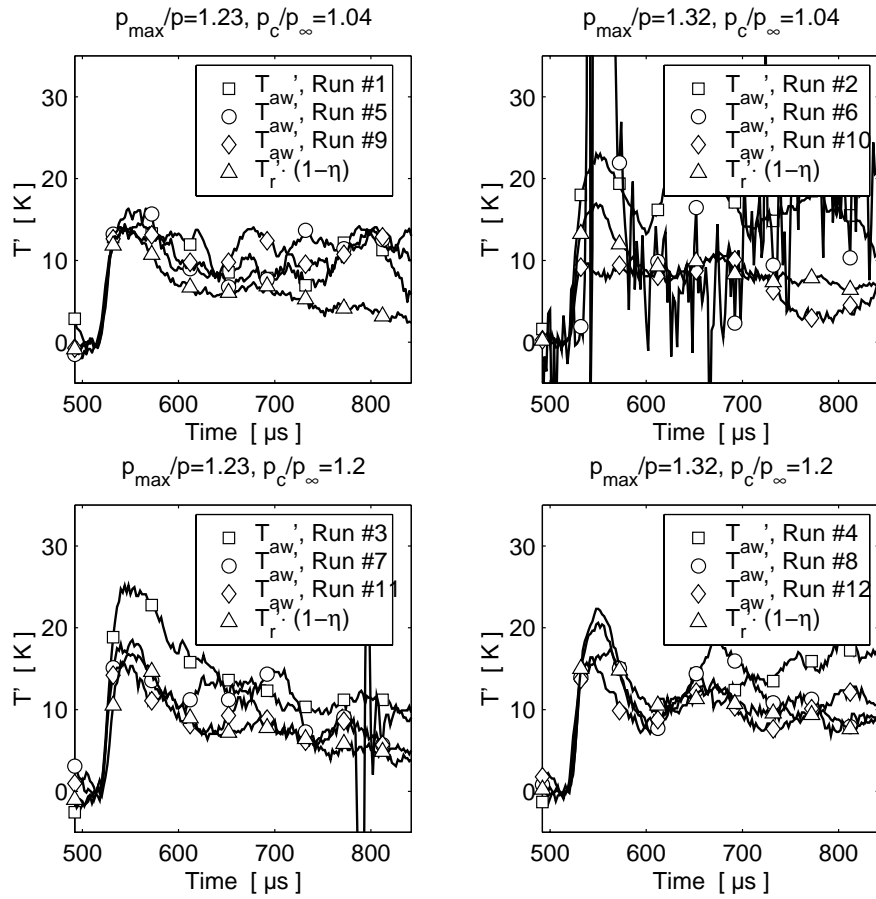 p_max/p=1.23, p_c/p_∞=1.04
30
20
10
0
T' [ K ]
T_aw', Run #1
T_aw', Run #5
T_aw', Run #9
T_r'· (1−η)
500 600 700 800
Time [ µs ]
p_max/p=1.32, p_c/p_∞=1.04
30
20
10
0
T' [ K ]
T_aw', Run #2
T_aw', Run #6
T_aw', Run #10
T_r'· (1−η)
500 600 700 800
Time [ µs ]
p_max/p=1.23, p_c/p_∞=1.2
30
20
10
0
T' [ K ]
T_aw', Run #3
T_aw', Run #7
T_aw', Run #11
T_r'· (1−η)
500 600 700 800
Time [ µs ]
p_max/p=1.32, p_c/p_∞=1.2
30
20
10
0
T' [ K ]
T_aw', Run #4
T_aw', Run #8
T_aw', Run #12
T_r'· (1−η)
500 600 700 800
Time [ µs ]